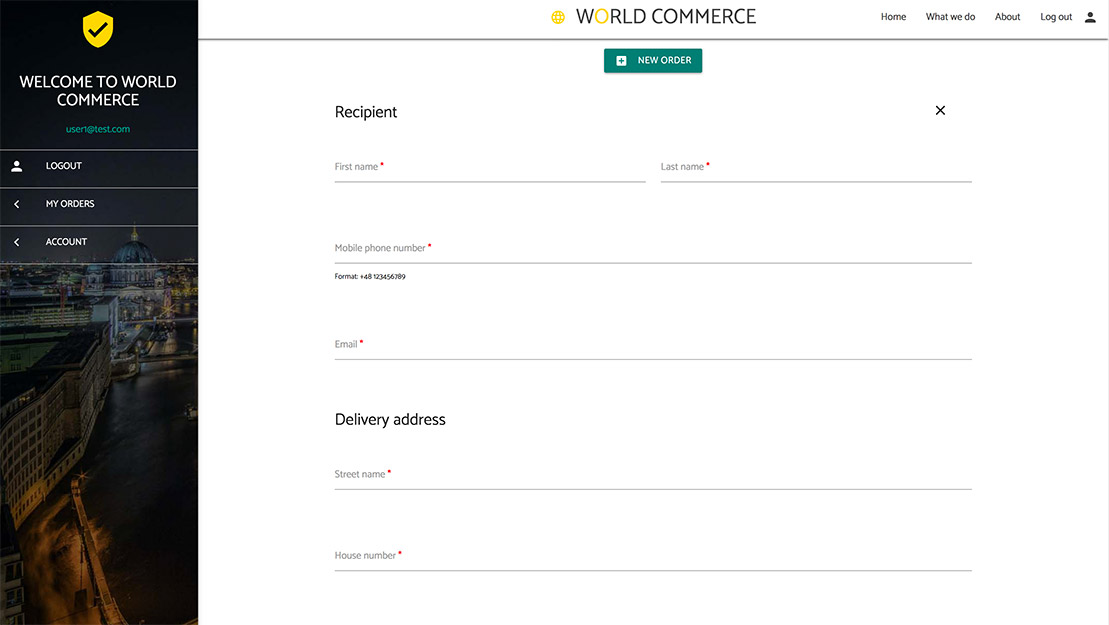 WELCOME TO WORLD
COMMERCE
user1@test.com
LOGOUT
MY ORDERS
ACCOUNT
WORLD COMMERCE
Home What we do About Log out
NEW ORDER
Recipient
First name * Last name *
Mobile phone number *
Format: +48 123456789
Email *
Delivery address
Street name *
House number *